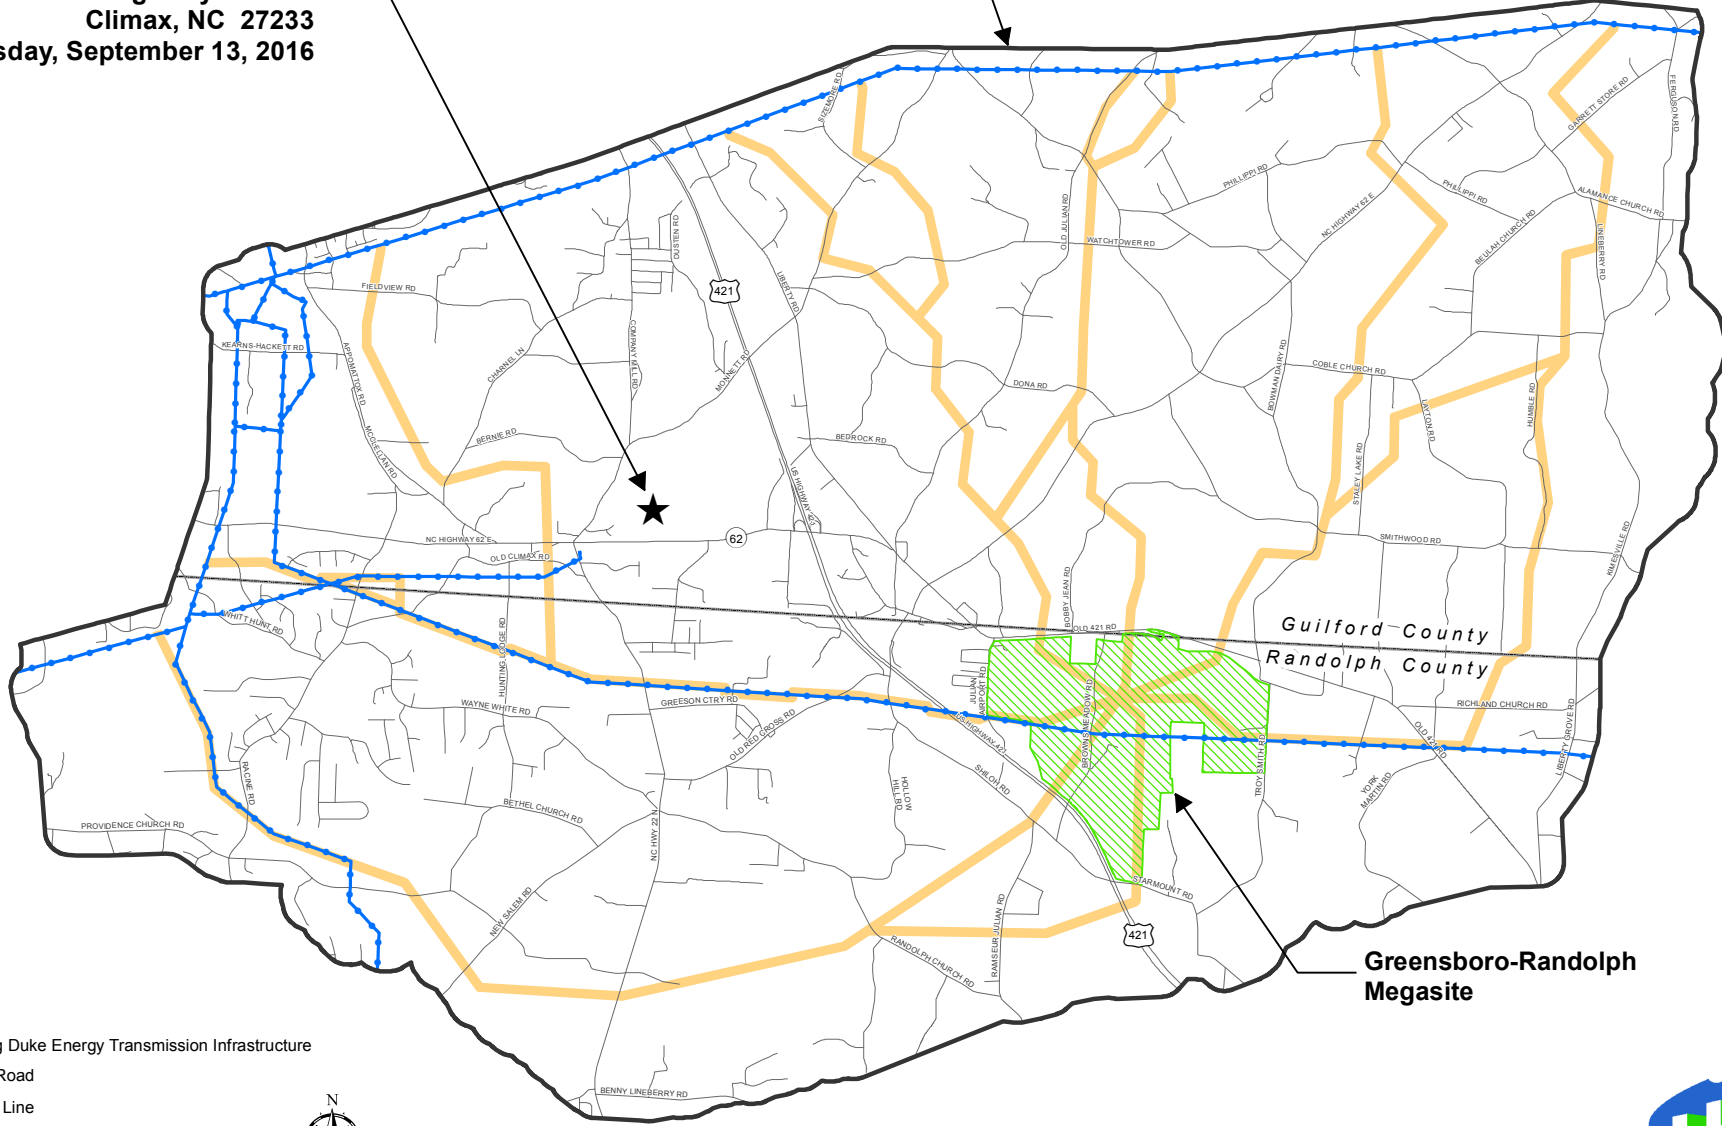 Climax, NC 27233
sday, September 13, 2016
SIZEMORE RD
FERGUSON RD
GARRETT STORE RD
PHILLIPPI RD
PHILLIPPI RD
ALAMANCE CHURCH RD
NC HIGHWAY 62 E
BEULAH CHURCH RD
LINEBERRY RD
OLD JULIAN RD
WATCHTOWER RD
DUSTEN RD
421
LIBERTY RD
FIELDVIEW RD
KEARNS-HACKETT RD
APPOMATTOX RD
CHARNEL LN
COMPANY MILL RD
MONNETT RD
DONA RD
BOWMAN DAIRY RD
COBLE CHURCH RD
LAYTON RD
HUMBLE RD
MCCLELLAN RD
BERNIE RD
BEDROCK RD
STALEY LAKE RD
US HIGHWAY 421
62
NC HIGHWAY 62 E
OLD CLIMAX RD
SMITHWOOD RD
KIMESVILLE RD
BOBBY JEAN RD
OLD 421 RD
Guilford County
Randolph County
WHITT HUNT RD
HUNTING LODGE RD
WAYNE WHITE RD
GREESON CTRY RD
OLD RED CROSS RD
JULIAN
AIRPORT RD
BROWNS MEADOW RD
US HIGHWAY 421
RICHLAND CHURCH RD
OLD 421 RD
LIBERTY GROVE RD
TROY SMITH RD
YORK
MARTIN RD
SHILOH RD
HOLLOW
HILL RD
RACINE RD
BETHEL CHURCH RD
PROVIDENCE CHURCH RD
NC HWY 22 N
NEW SALEM RD
STARMOUNT RD
421
RAMSEUR JULIAN RD
RANDOLPH CHURCH RD
Greensboro-Randolph
Megasite
g Duke Energy Transmission Infrastructure
Road
Line
N
BENNY LINEBERRY RD